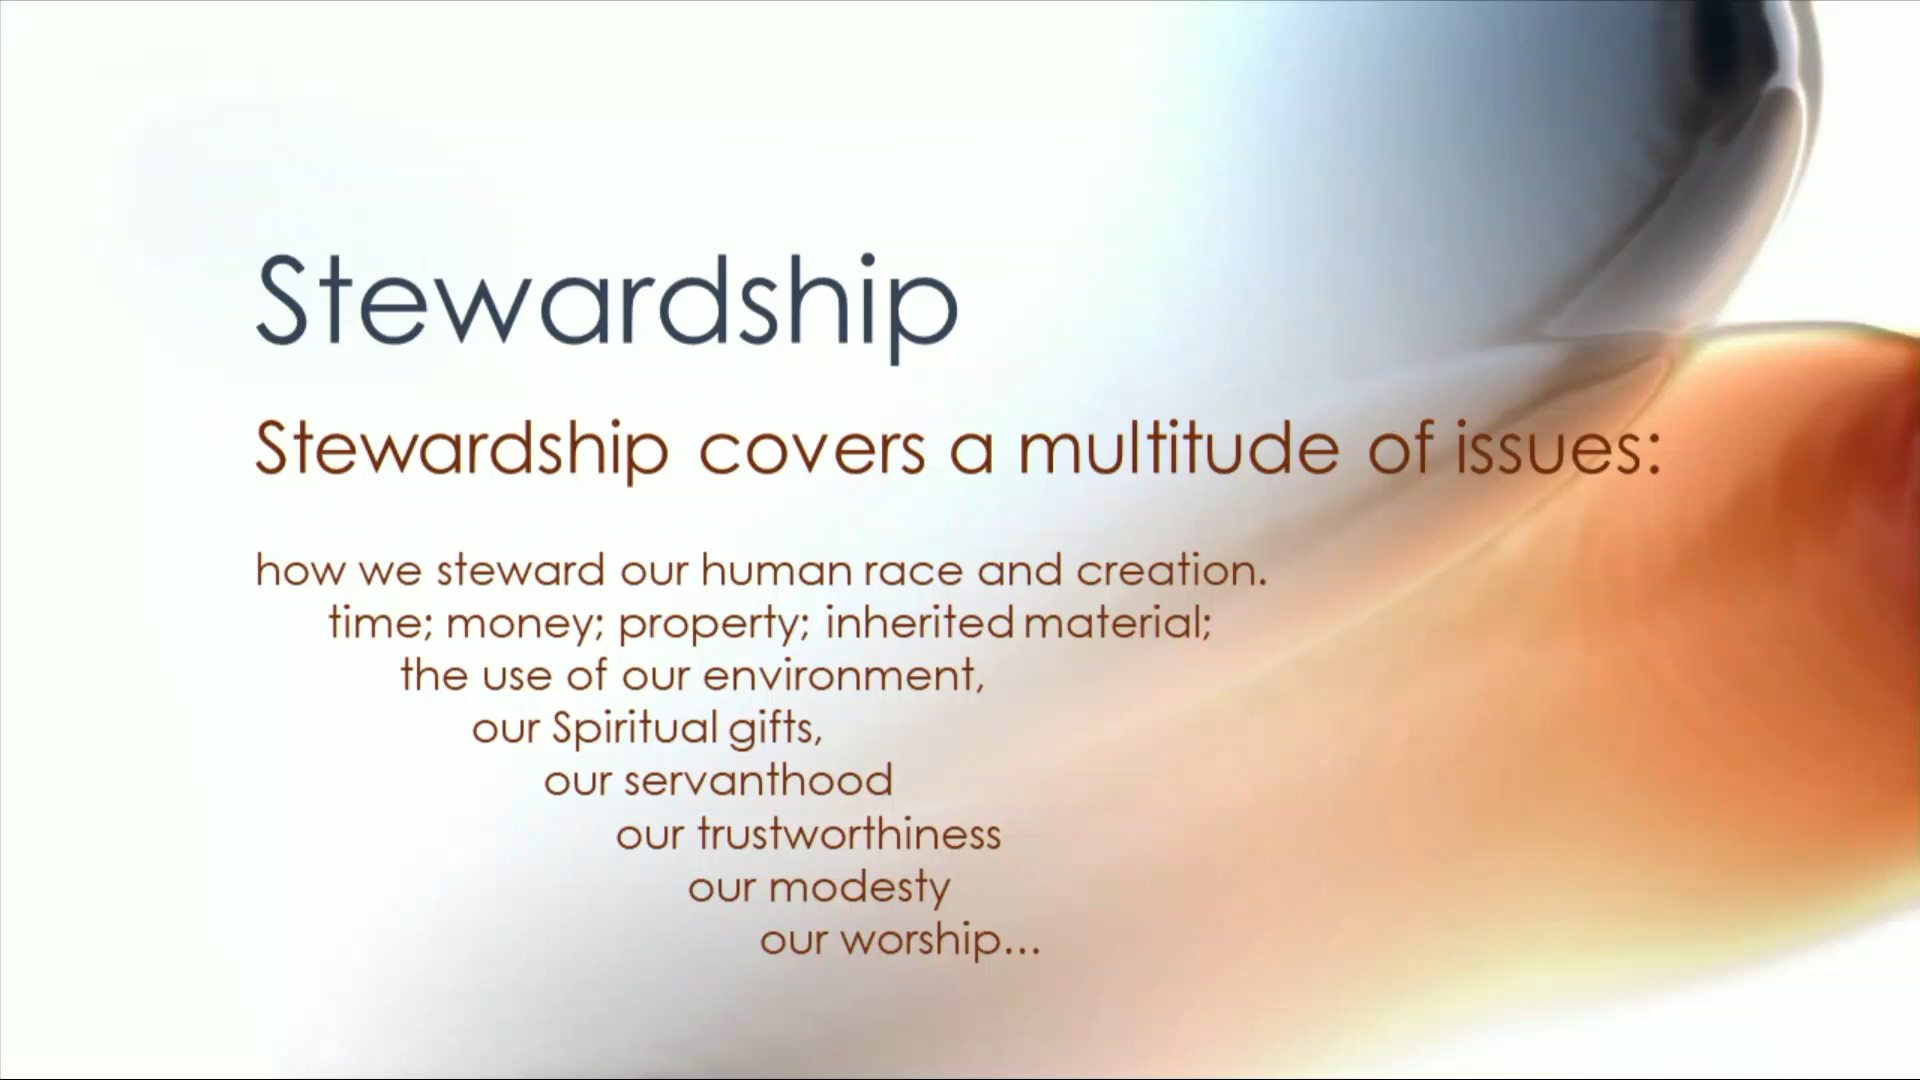 Stewardship
Stewardship covers a multitude of issues:
how we steward our human race and creation.
time; money; property; inherited material;
the use of our environment,
our Spiritual gifts,
our servanthood
our trustworthiness
our modesty
our worship...